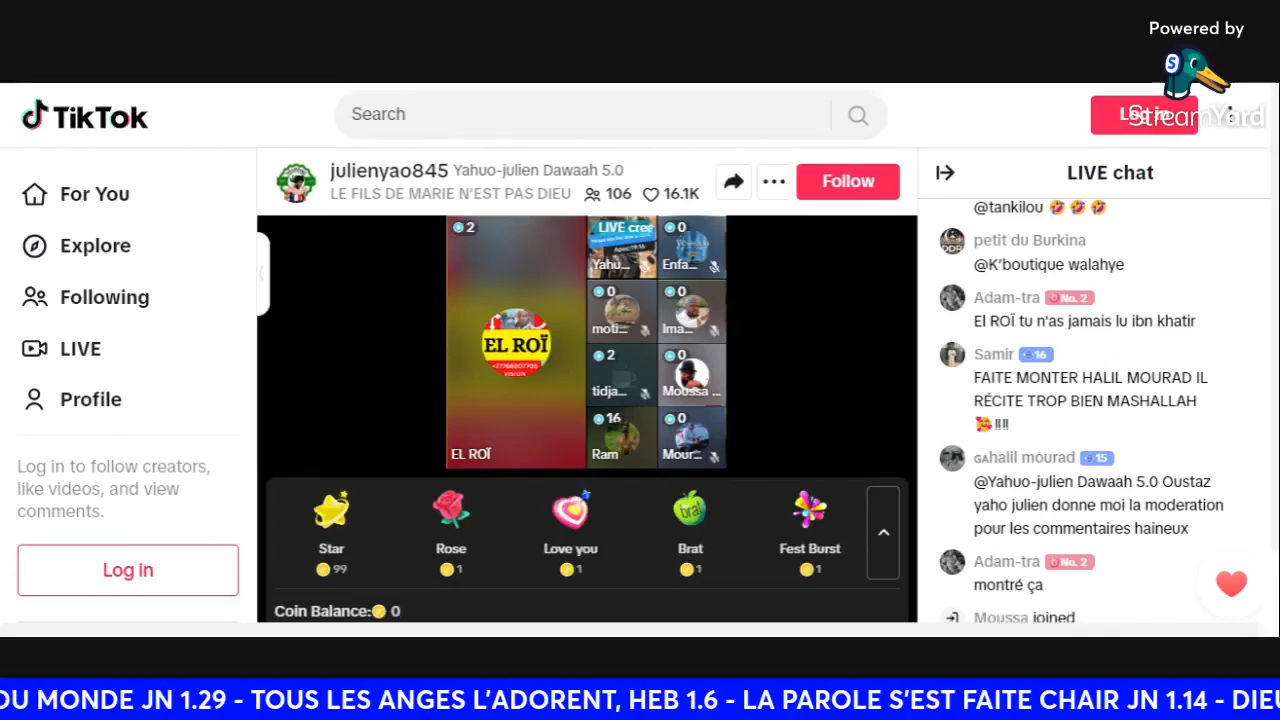 Powered by
StreamYard
TikTok
Search
Log in
For You
Explore
Following
LIVE
Profile
Log in to follow creators,
like videos, and view
comments.
Log in
julienyao845 Yahuo-julien Dawaah 5.0
LE FILS DE MARIE N'EST PAS DIEU 106 16.1K
Follow
2
EL ROÏ
VISION
EL ROÏ
LIVE cree
Yahu...
0
Enfa...
0
moti...
0
Ima...
2
tidja...
0
Moussa ...
16
Ram
0
Mour...
Star
99
Rose
1
Love you
1
Brat
1
Fest Burst
1
Coin Balance: 0
LIVE chat
@tankilou 🤣 🤣 🤣
petit du Burkina
@K'boutique walahye
Adam-tra No. 2
El ROÏ tu n'as jamais lu ibn khatir
Samir 16
FAITE MONTER HALIL MOURAD IL
RÉCITE TROP BIEN MASHALLAH
🥰‼️‼️
GAhalil mourad 15
@Yahuo-julien Dawaah 5.0 Oustaz
yaho julien donne moi la moderation
pour les commentaires haineux
Adam-tra No. 2
montré ça
Moussa joined
DU MONDE JN 1.29 - TOUS LES ANGES L'ADORENT, HEB 1.6 - LA PAROLE S'EST FAITE CHAIR JN 1.14 - DIEU